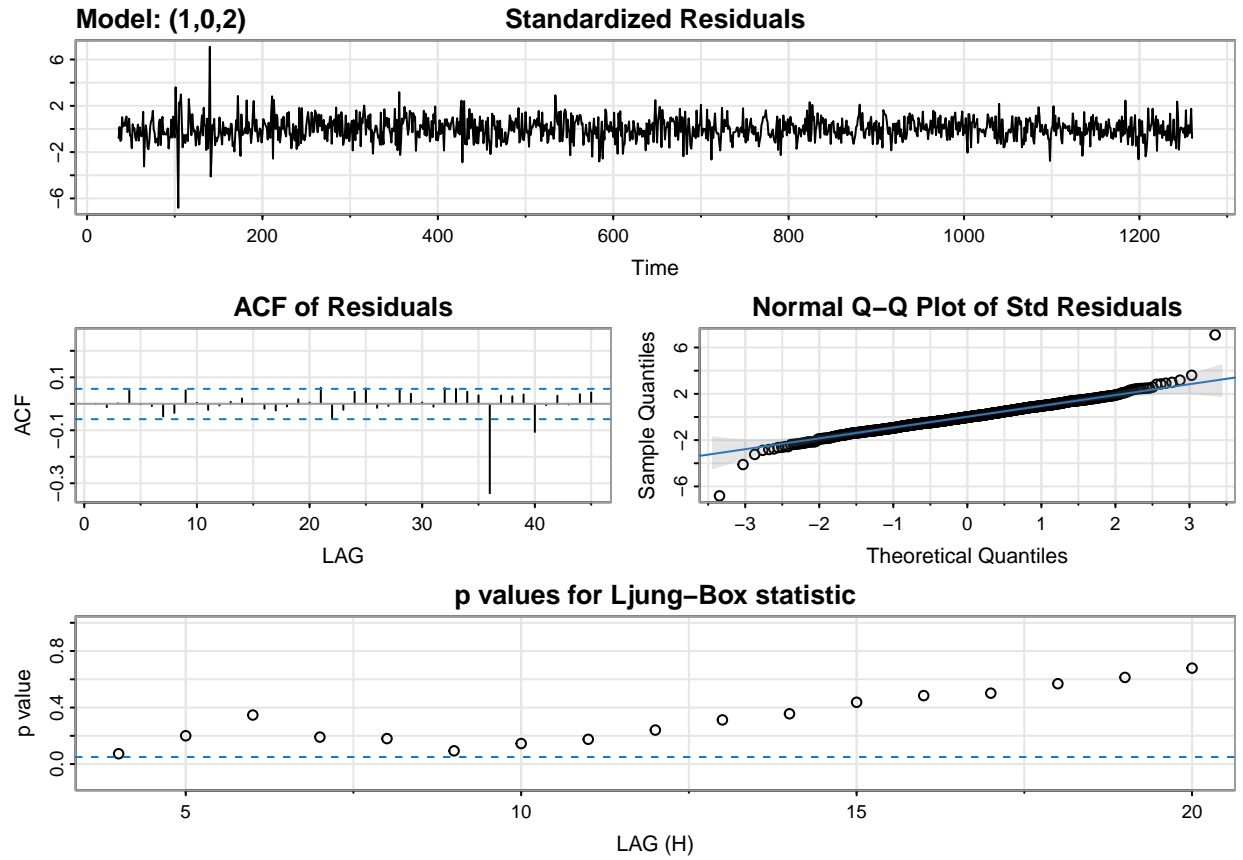 Model: (1,0,2) Standardized Residuals
6
2
−2
−6
0 200 400 600 800 1000 1200
Time
ACF of Residuals
ACF
0.1
−0.1
−0.3
0 10 20 30 40
LAG
Normal Q−Q Plot of Std Residuals
Sample Quantiles
6
2
−2
−6
−3 −2 −1 0 1 2 3
Theoretical Quantiles
p values for Ljung−Box statistic
p value
0.8
0.4
0.0
5 10 15 20
LAG (H)